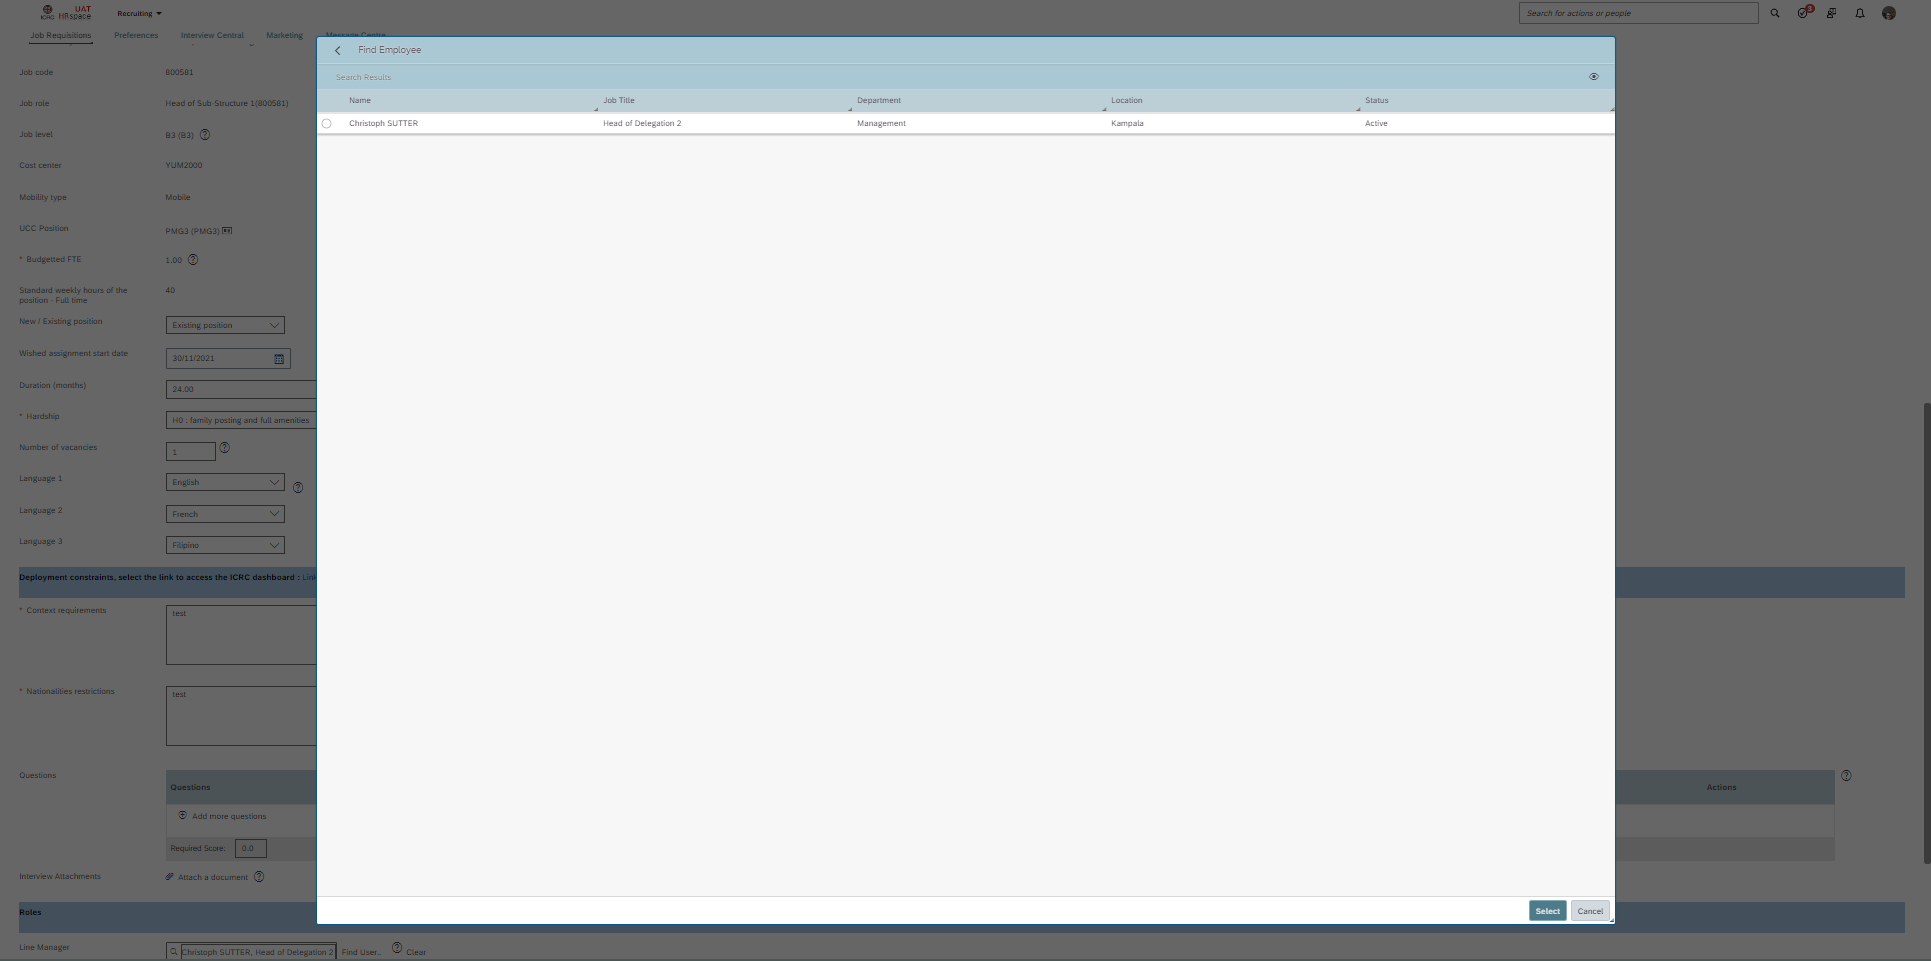 ICRC UAT HRspace
Recruiting
Search for actions or people
3
Job Requisitions Preferences Interview Central Marketing Message Centre
Find Employee
Search Results
Name Job Title Department Location Status
Christoph SUTTER Head of Delegation 2 Management Kampala Active
Job code 800581
Job role Head of Sub-Structure 1(800581)
Job level B3 (B3)
Cost center YUM2000
Mobility type Mobile
UCC Position PMG3 (PMG3)
* Budgetted FTE 1.00
Standard weekly hours of the
position - Full time 40
New / Existing position Existing position
Wished assignment start date 30/11/2021
Duration (months) 24.00
* Hardship H0 : family posting and full amenities
Number of vacancies 1
Language 1 English
Language 2 French
Language 3 Filipino
Deployment constraints, select the link to access the ICRC dashboard : Link
* Context requirements test
* Nationalities restrictions test
Questions
Questions Actions
Add more questions
Required Score: 0.0
Interview Attachments Attach a document
Select Cancel
Roles
Line Manager Christoph SUTTER, Head of Delegation 2 Find User.. Clear